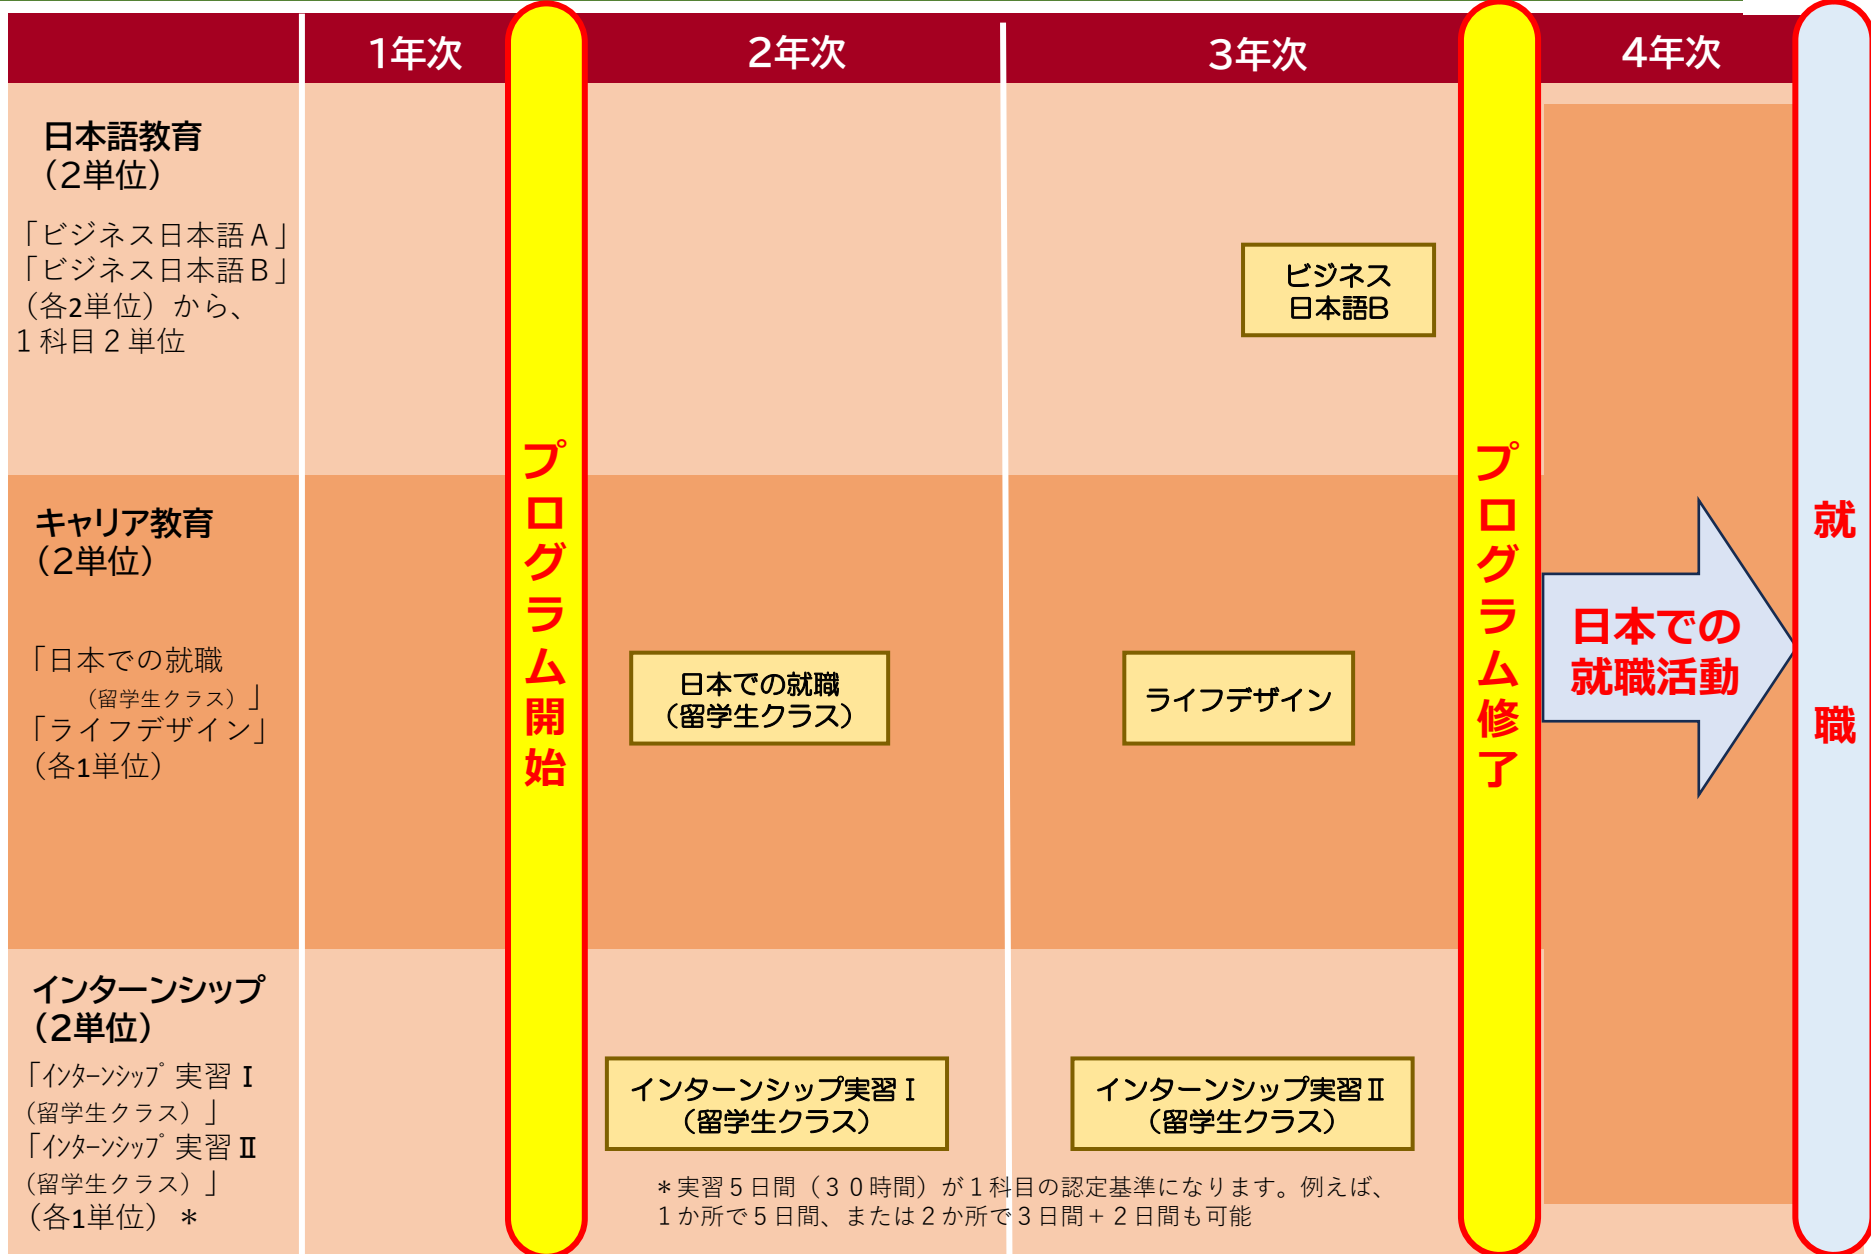 1年次
2年次
3年次
4年次
日本語教育
（2単位）
「ビジネス日本語Ａ」
「ビジネス日本語Ｂ」
（各2単位）から、
１科目２単位
ビジネス
日本語B
キャリア教育
（2単位）
「日本での就職
（留学生クラス）」
「ライフデザイン」
（各1単位）
日本での就職
（留学生クラス）
ライフデザイン
インターンシップ
（2単位）
「ｲﾝﾀｰﾝｼｯﾌﾟ実習Ⅰ
（留学生クラス）」
「ｲﾝﾀｰﾝｼｯﾌﾟ実習Ⅱ
（留学生クラス）」
（各1単位）＊
インターンシップ実習Ⅰ
（留学生クラス）
インターンシップ実習Ⅱ
（留学生クラス）
＊実習５日間（３０時間）が１科目の認定基準になります。例えば、
１か所で５日間、または２か所で３日間＋２日間も可能
プログラム開始
プログラム修了
日本での
就職活動
就職